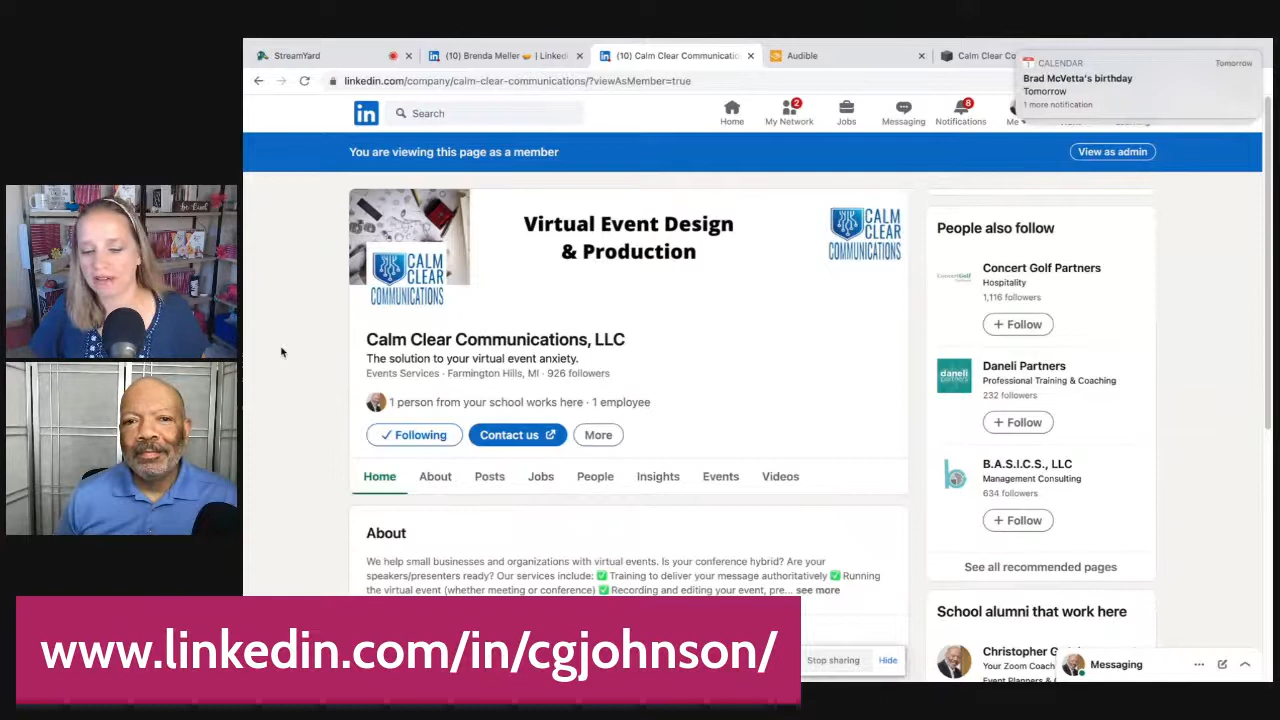 StreamYard
(10) Brenda Meller 🥧 | LinkedI
(10) Calm Clear Communicatio
Audible
Calm Clear Co
CALENDAR
Tomorrow
Brad McVetta's birthday
Tomorrow
1 more notification
linkedin.com/company/calm-clear-communications/?viewAsMember=true
Search
2
8
Home
My Network
Jobs
Messaging
Notifications
Me
You are viewing this page as a member
View as admin
Virtual Event Design
& Production
CALM
CLEAR
COMMUNICATIONS
CALM
CLEAR
COMMUNICATIONS
Calm Clear Communications, LLC
The solution to your virtual event anxiety.
Events Services · Farmington Hills, MI · 926 followers
1 person from your school works here · 1 employee
✓ Following
Contact us
More
Home
About
Posts
Jobs
People
Insights
Events
Videos
About
We help small businesses and organizations with virtual events. Is your conference hybrid? Are your
speakers/presenters ready? Our services include: ✅ Training to deliver your message authoritatively ✅ Running
the virtual event (whether meeting or conference) ✅ Recording and editing your event, pre... see more
People also follow
Concert Golf Partners
Hospitality
1,116 followers
+ Follow
daneli
partners
Daneli Partners
Professional Training & Coaching
232 followers
+ Follow
B.A.S.I.C.S., LLC
Management Consulting
634 followers
+ Follow
See all recommended pages
School alumni that work here
Christopher
Your Zoom Coach
Event Planners &
Messaging
Stop sharing
Hide
www.linkedin.com/in/cgjohnson/